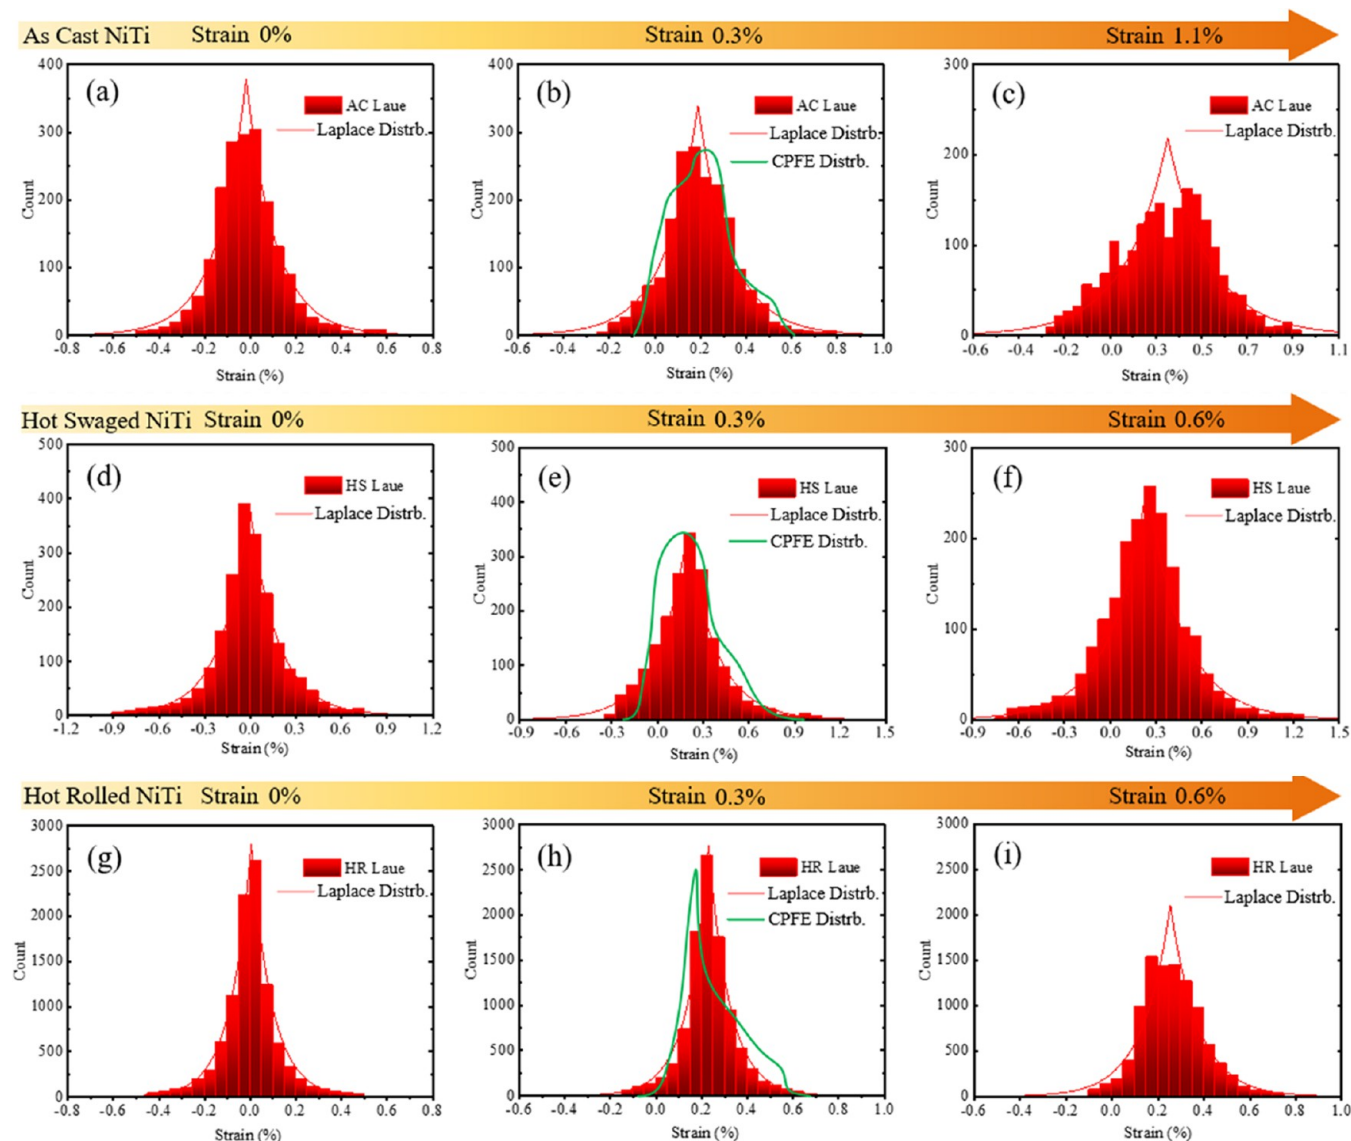 As Cast NiTi Strain 0% Strain 0.3% Strain 1.1%
(a)
AC Laue
Laplace Distrb.
400
300
200
100
0
Count
-0.8 -0.6 -0.4 -0.2 0.0 0.2 0.4 0.6 0.8
Strain (%)
(b)
AC Laue
Laplace Distrb.
CPFE Distrb.
400
300
200
100
0
Count
-0.6 -0.4 -0.2 0.0 0.2 0.4 0.6 0.8 1.0
Strain (%)
(c)
AC Laue
Laplace Distrb.
300
200
100
0
Count
-0.6 -0.4 -0.2 0.0 0.3 0.5 0.7 0.9 1.1
Strain (%)
Hot Swaged NiTi Strain 0% Strain 0.3% Strain 0.6%
(d)
HS Laue
Laplace Distrb.
500
400
300
200
100
0
Count
-1.2 -0.9 -0.6 -0.3 0.0 0.3 0.6 0.9 1.2
Strain (%)
(e)
HS Laue
Laplace Distrb.
CPFE Distrb.
500
400
300
200
100
0
Count
-0.9 -0.6 -0.3 0.0 0.3 0.6 0.9 1.2 1.5
Strain (%)
(f)
HS Laue
Laplace Distrb.
300
200
100
0
Count
-0.9 -0.6 -0.3 0.0 0.3 0.6 0.9 1.2 1.5
Strain (%)
Hot Rolled NiTi Strain 0% Strain 0.3% Strain 0.6%
(g)
HR Laue
Laplace Distrb.
3000
2500
2000
1500
1000
500
0
Count
-0.8 -0.6 -0.4 -0.2 0.0 0.2 0.4 0.6 0.8
Strain (%)
(h)
HR Laue
Laplace Distrb.
CPFE Distrb.
3000
2500
2000
1500
1000
500
0
Count
-0.6 -0.4 -0.2 0.0 0.2 0.4 0.6 0.8 1.0
Strain (%)
(i)
HR Laue
Laplace Distrb.
3000
2500
2000
1500
1000
500
0
Count
-0.6 -0.4 -0.2 0.0 0.2 0.4 0.6 0.8 1.0
Strain (%)